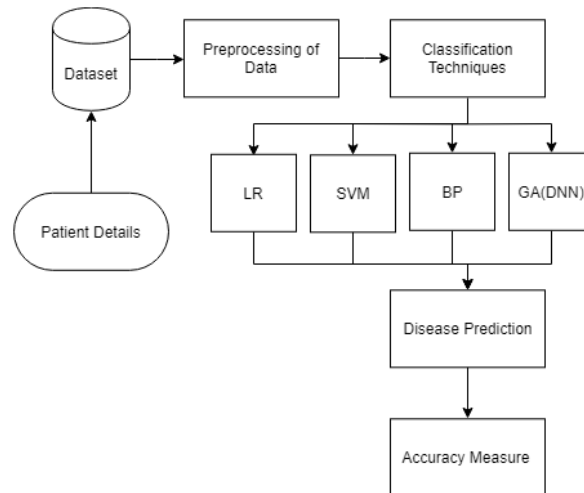 Dataset
Preprocessing of
Data
Classification
Techniques
LR
SVM
BP
GA(DNN)
Patient Details
Disease Prediction
Accuracy Measure